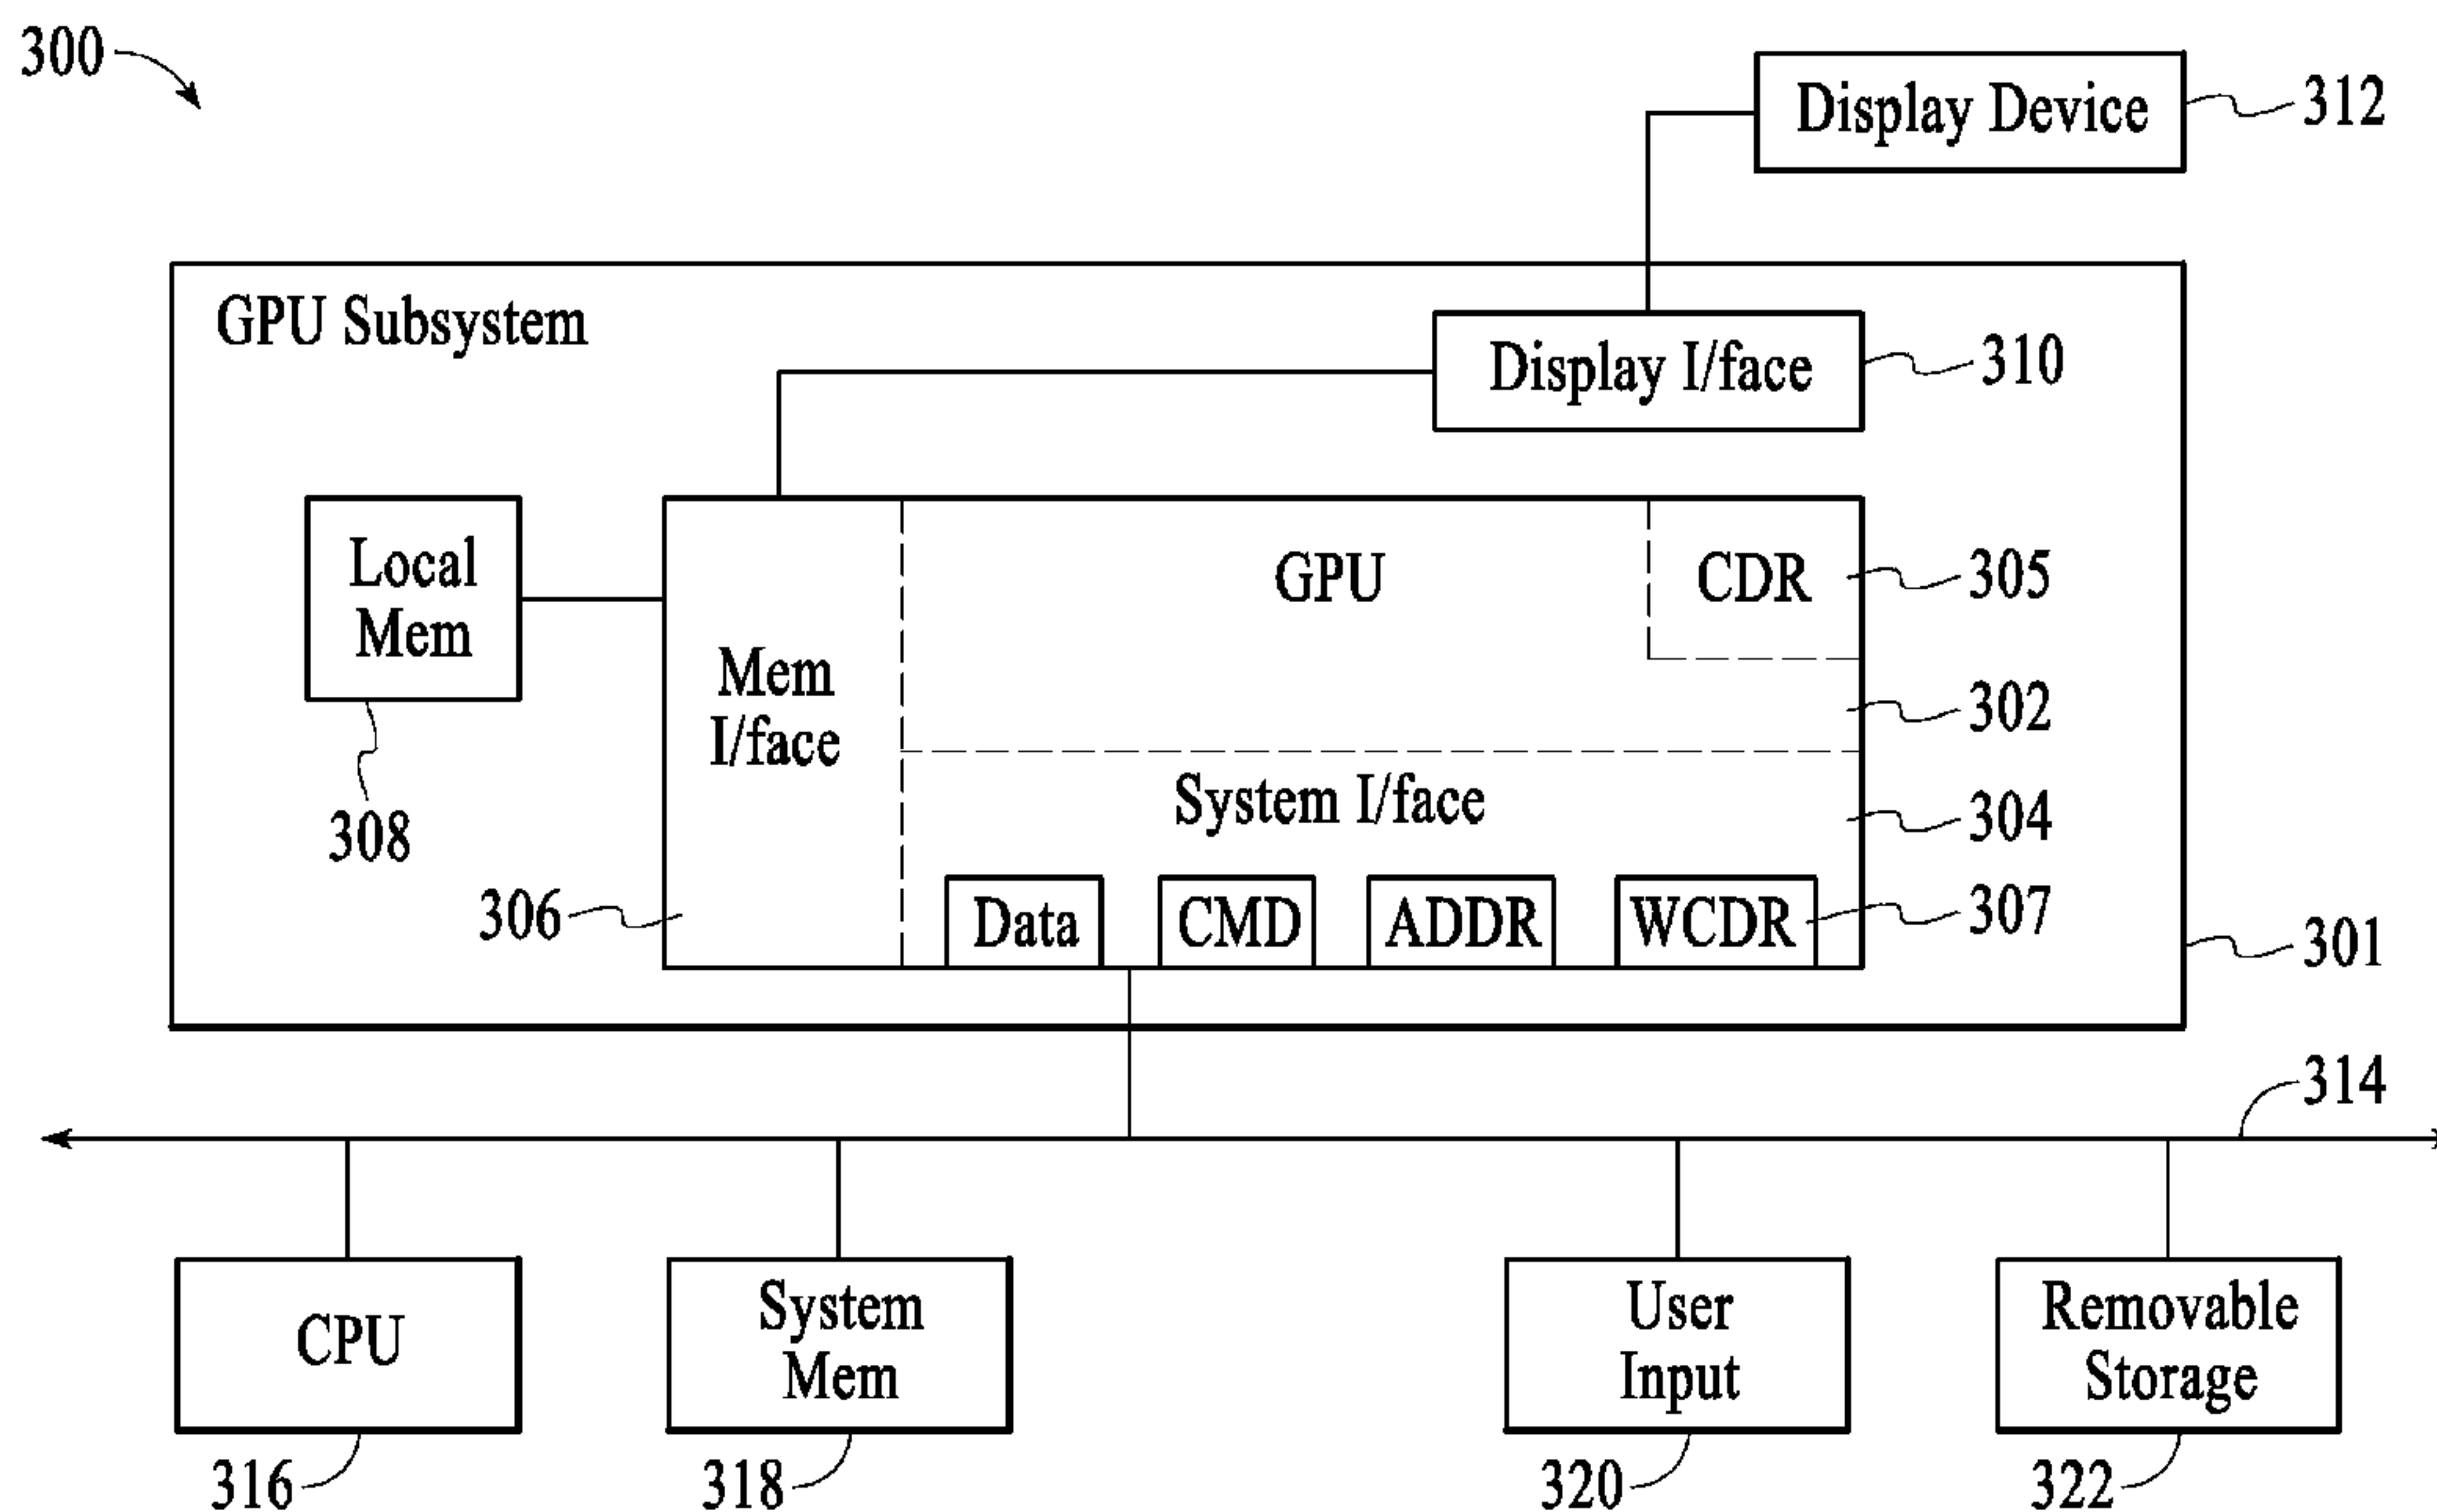 300
Display Device
312
GPU Subsystem
Display I/face
310
Local
Mem
GPU
CDR
305
Mem
I/face
302
System I/face
304
308
306
Data
CMD
ADDR
WCDR
307
301
314
CPU
System
Mem
User
Input
Removable
Storage
316
318
320
322